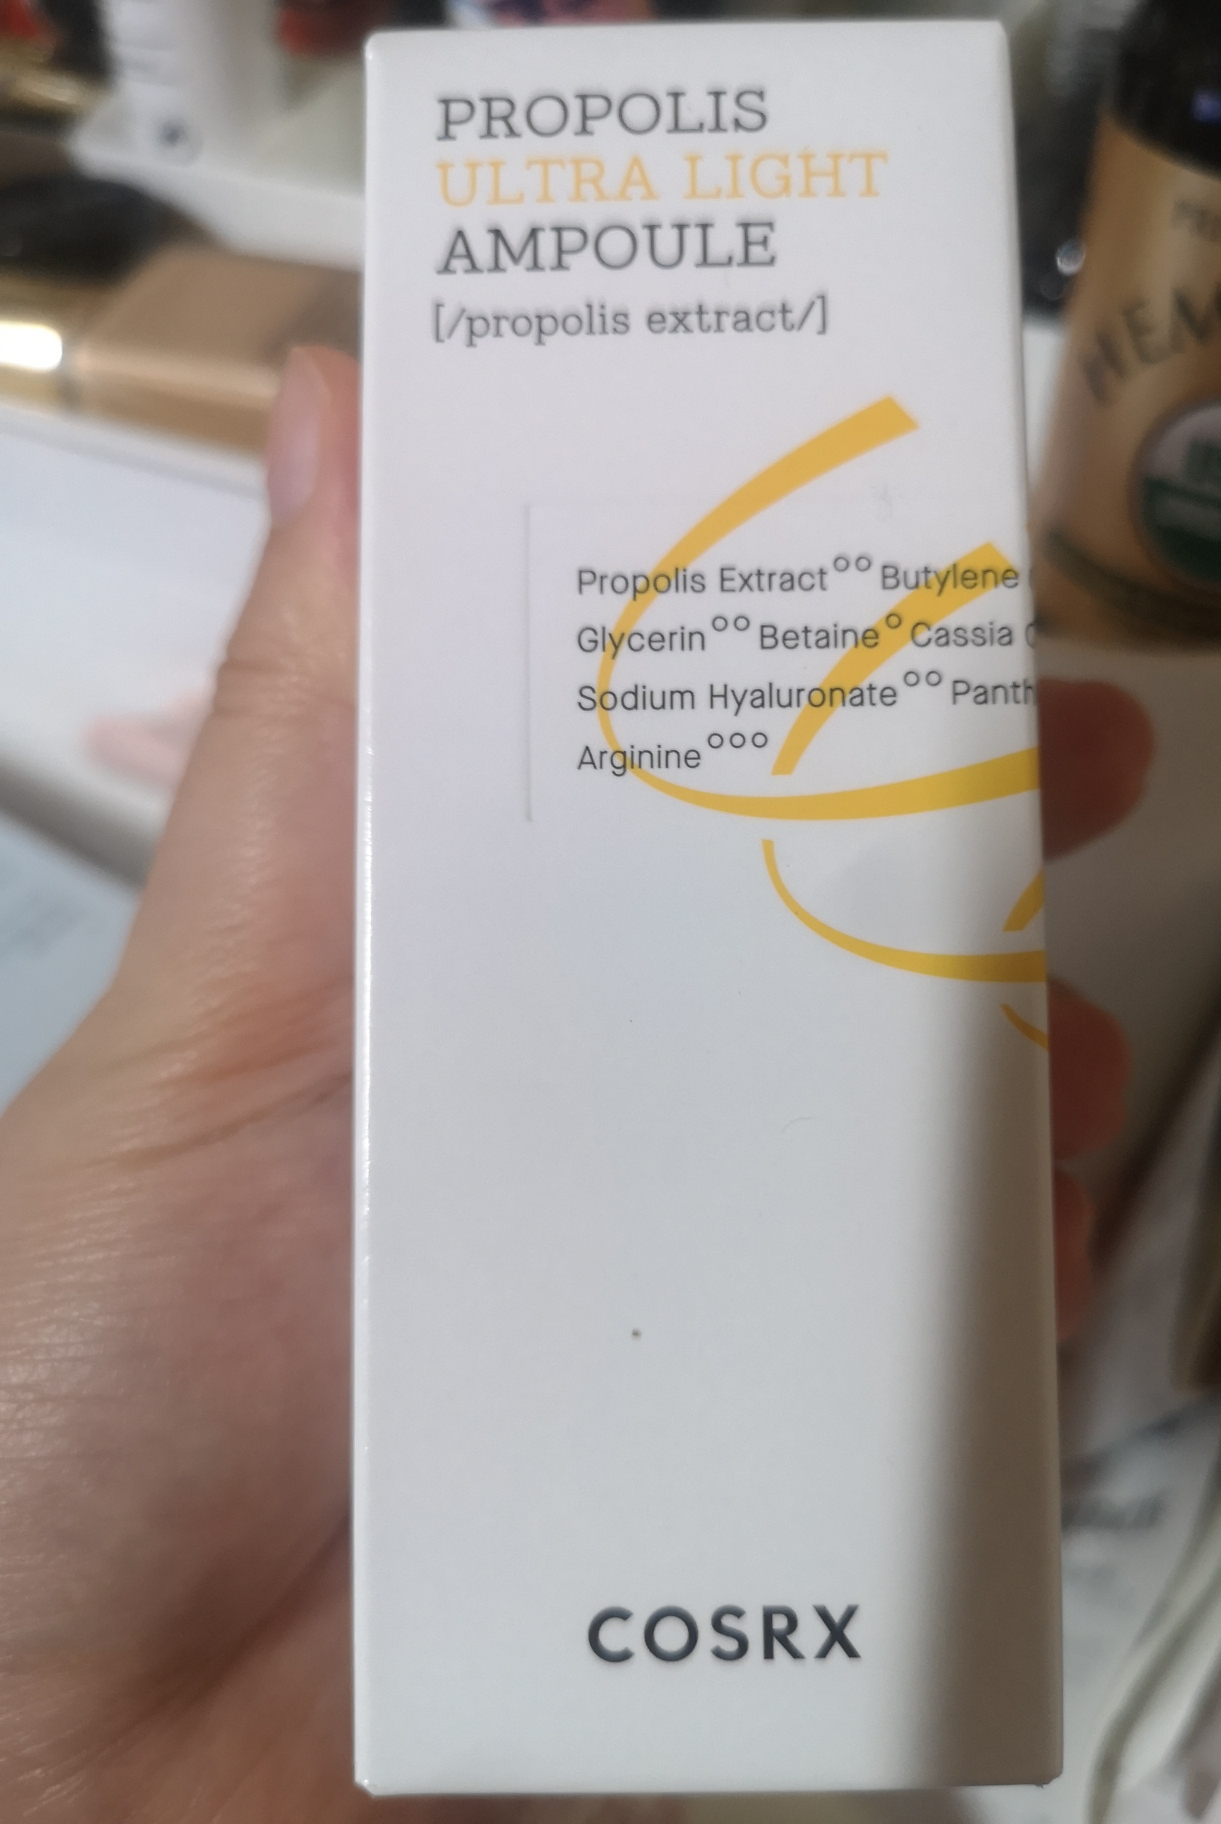 PROPOLIS
ULTRA LIGHT
AMPOULE
[/propolis extract/]
Propolis Extract°° Butylene
Glycerin°° Betaine° Cassia
Sodium Hyaluronate°° Panth
Arginine°°°
COSRX